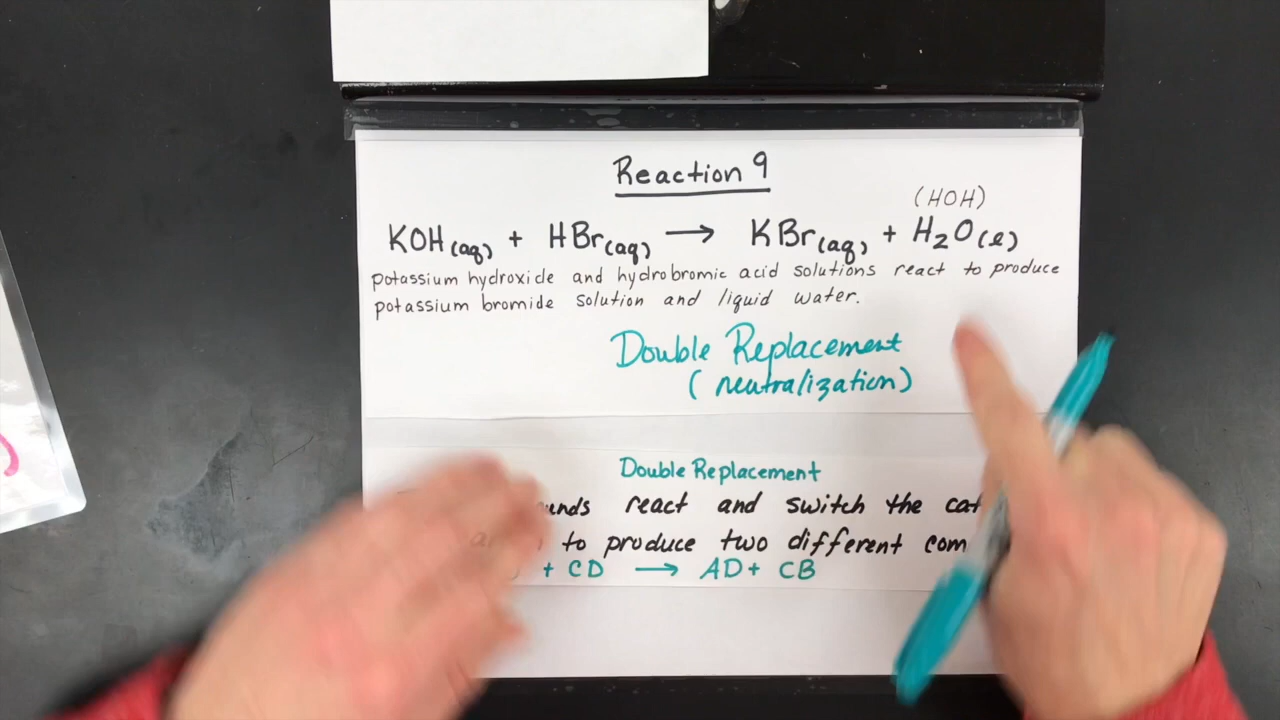 Reaction 9
(HOH)
KOH(aq) + HBr(aq) → KBr(aq) + H₂O(l)
potassium hydroxide and hydrobromic acid solutions react to produce
potassium bromide solution and liquid water.
Double Replacement
(neutralization)
Double Replacement
react and switch the
to produce two different
+ CD → AD + CB